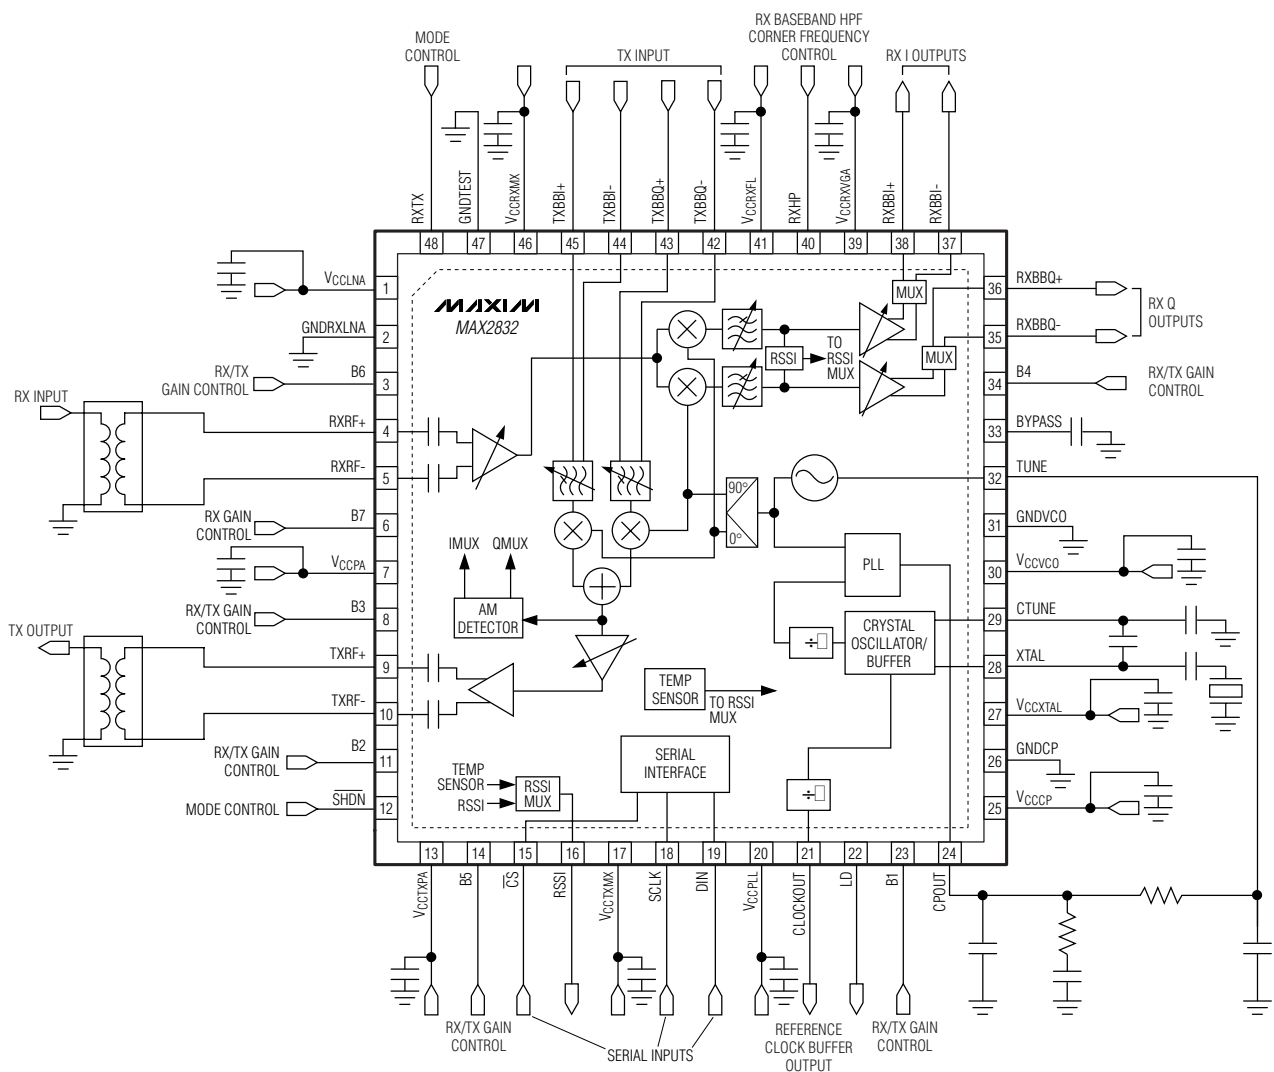 MODE
CONTROL
TX INPUT
RX BASEBAND HPF
CORNER FREQUENCY
CONTROL
RX I OUTPUTS
RXTX
GNDTEST
VCCRXMX
TXBBI+
TXBBI-
TXBBQ+
TXBBQ-
VCCRXFL
RXHP
VCCRXVGA
RXBBI+
RXBBI-
48
47
46
45
44
43
42
41
40
39
38
37
VCCLNA
1
GNDRXLNA
2
RX/TX
GAIN CONTROL
B6
3
RX INPUT
RXRF+
4
RXRF-
5
RX GAIN
CONTROL
B7
6
VCCPA
7
RX/TX GAIN
CONTROL
B3
8
TX OUTPUT
TXRF+
9
TXRF-
10
RX/TX GAIN
CONTROL
B2
11
MODE CONTROL
SHDN
12
MAXIM
MAX2832
MUX
MUX
RSSI
TO
RSSI
MUX
90°
0°
IMUX
QMUX
AM
DETECTOR
PLL
÷
CRYSTAL
OSCILLATOR/
BUFFER
TEMP
SENSOR
TO RSSI
MUX
SERIAL
INTERFACE
TEMP
SENSOR
RSSI
RSSI
MUX
÷
36
RXBBQ+
RX Q
OUTPUTS
35
RXBBQ-
34
B4
RX/TX GAIN
CONTROL
33
BYPASS
32
TUNE
31
GNDVCO
30
VCCVCO
29
CTUNE
28
XTAL
27
VCCXTAL
26
GNDCP
25
VCCCP
13
14
15
16
17
18
19
20
21
22
23
24
VCCTXPA
B5
CS
RSSI
VCCTXMX
SCLK
DIN
VCCPLL
CLOCKOUT
LD
B1
CPOUT
RX/TX GAIN
CONTROL
SERIAL INPUTS
REFERENCE
CLOCK BUFFER
OUTPUT
RX/TX GAIN
CONTROL